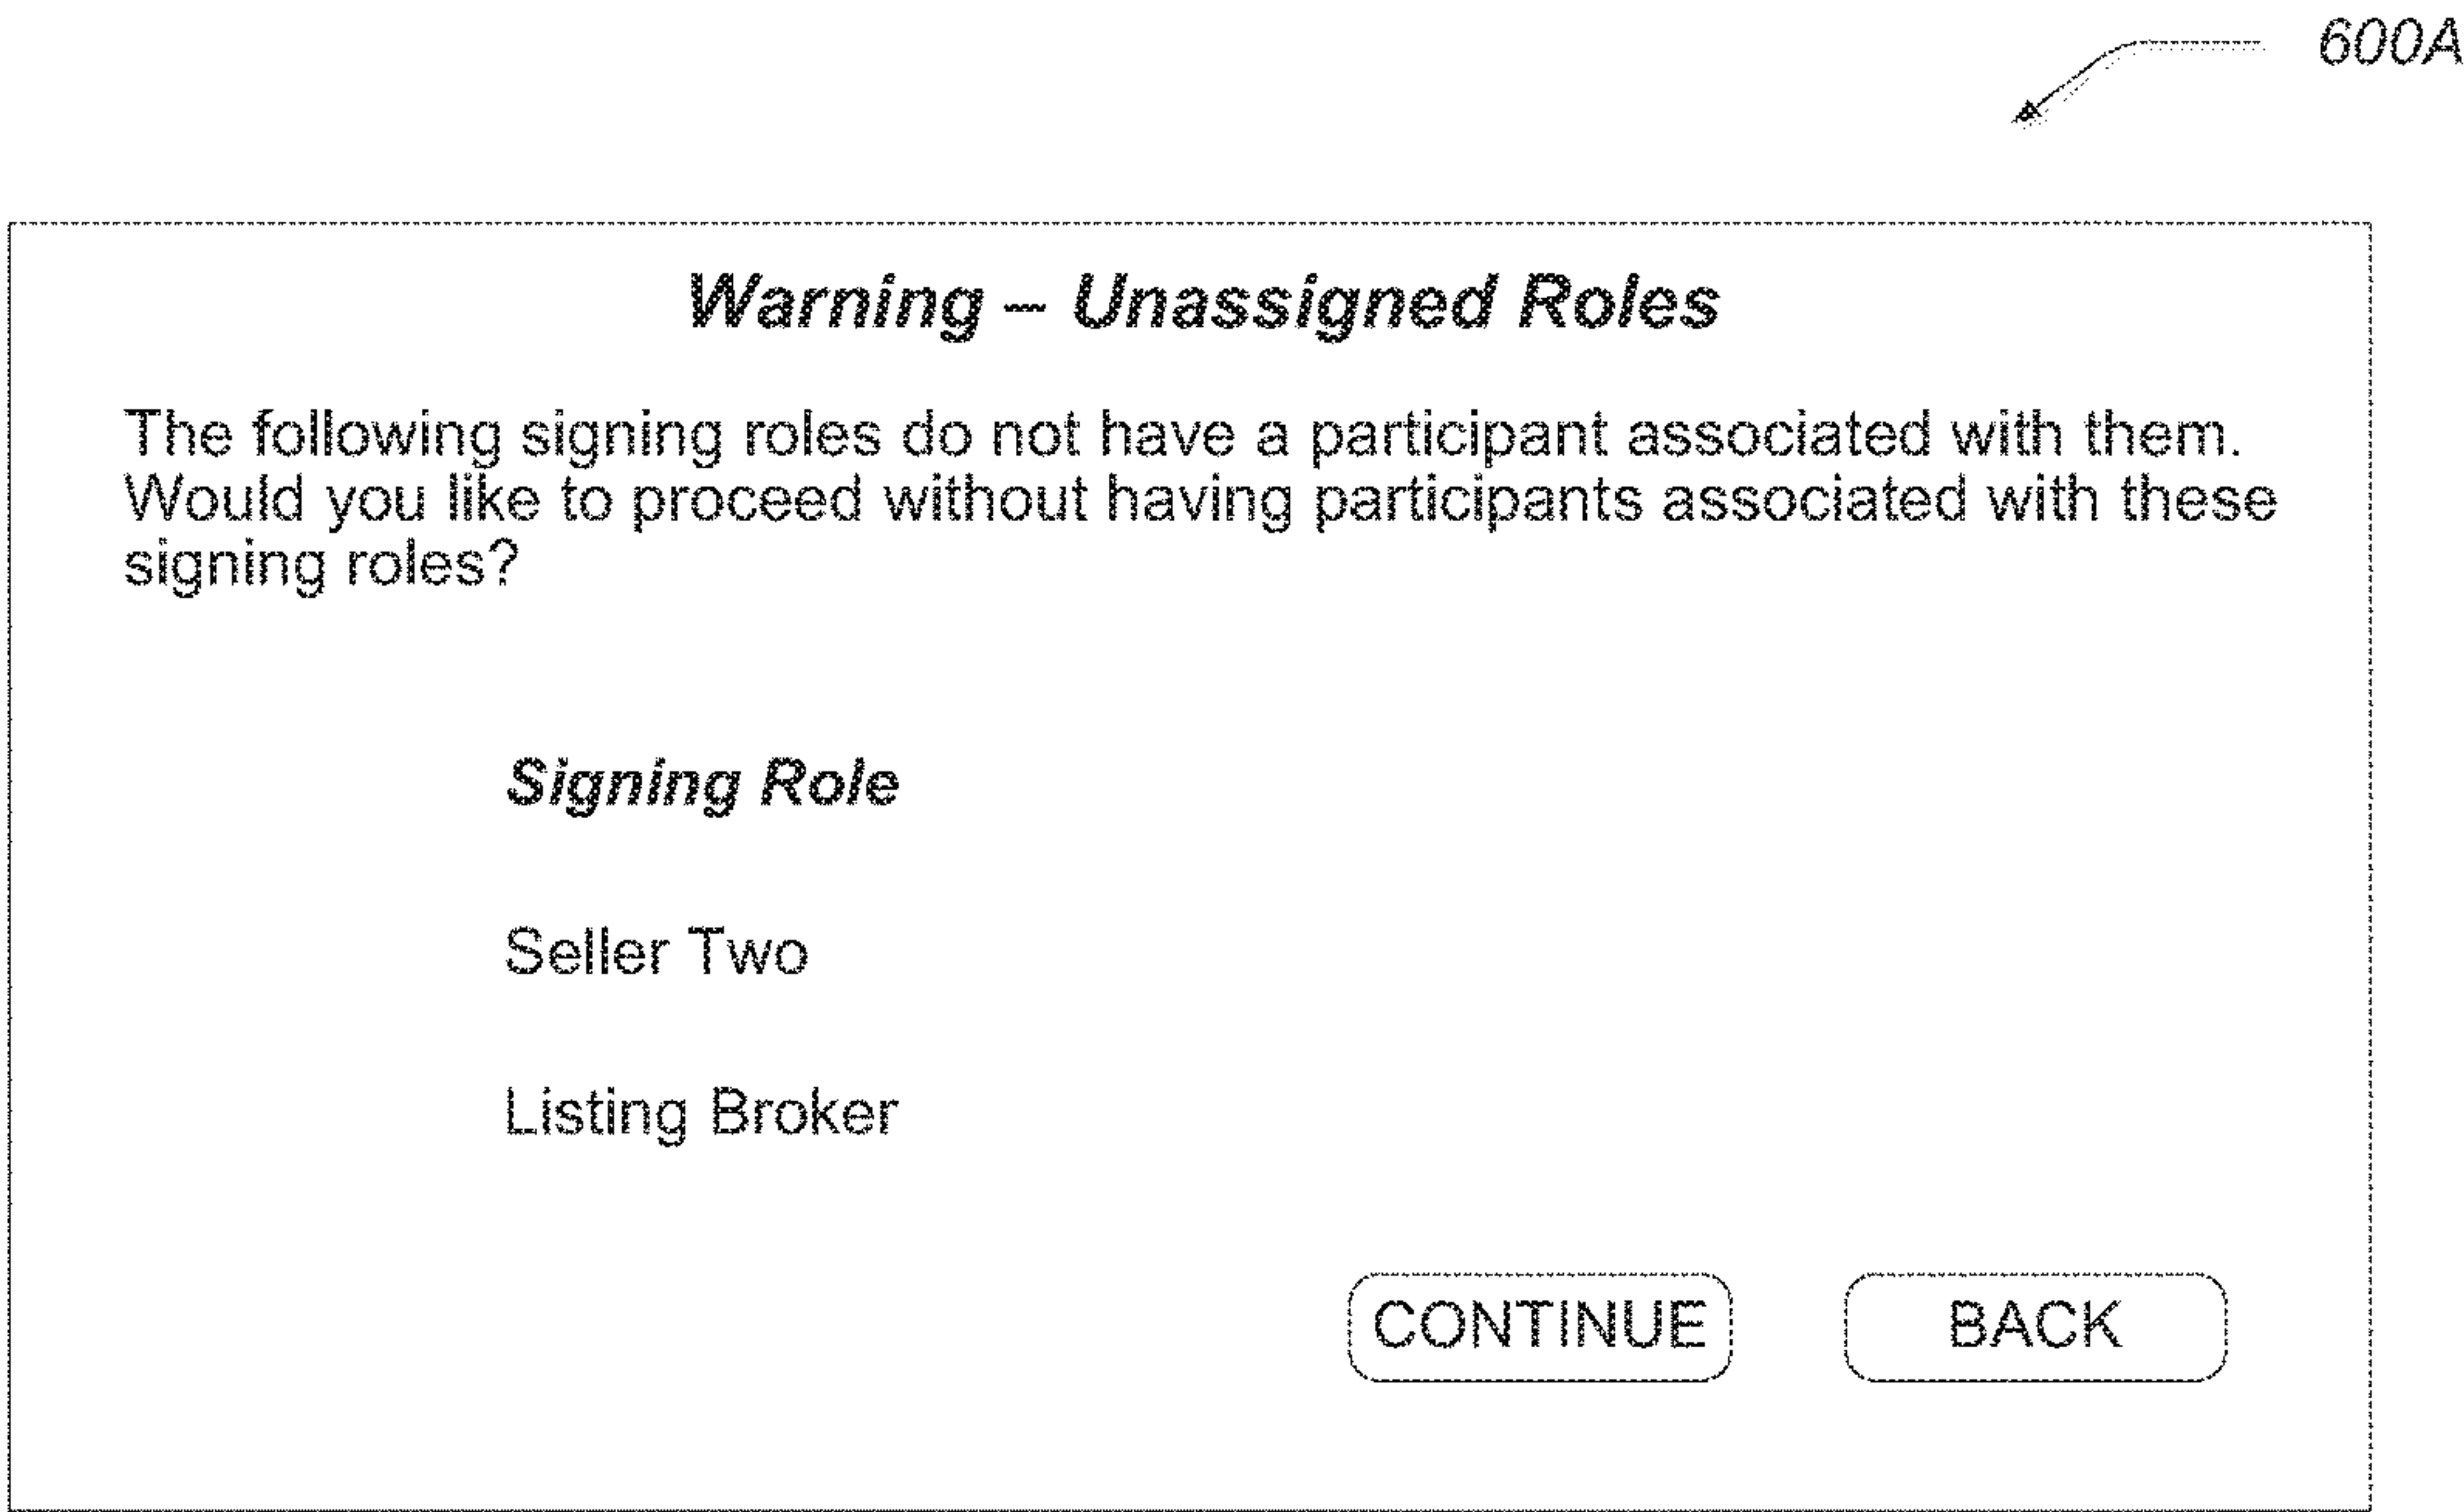 600A
Warning – Unassigned Roles
The following signing roles do not have a participant associated with them.
Would you like to proceed without having participants associated with these
signing roles?
Signing Role
Seller Two
Listing Broker
CONTINUE BACK